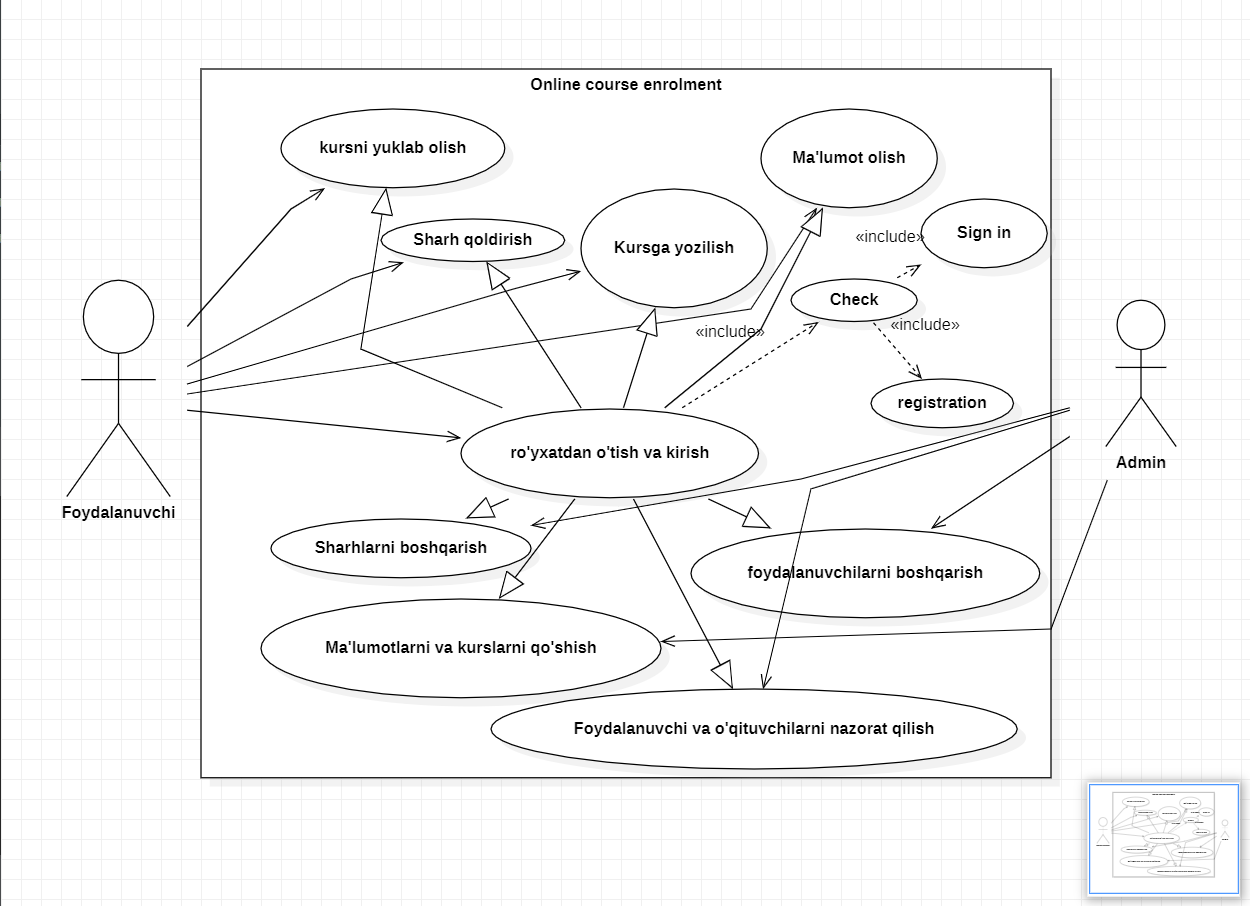 Online course enrolment
kursni yuklab olish
Ma'lumot olish
Sharh qoldirish
Kursga yozilish
«include»
Sign in
Check
«include»
«include»
registration
ro'yxatdan o'tish va kirish
Foydalanuvchi
Admin
Sharhlarni boshqarish
foydalanuvchilarni boshqarish
Ma'lumotlarni va kurslarni qo'shish
Foydalanuvchi va o'qituvchilarni nazorat qilish